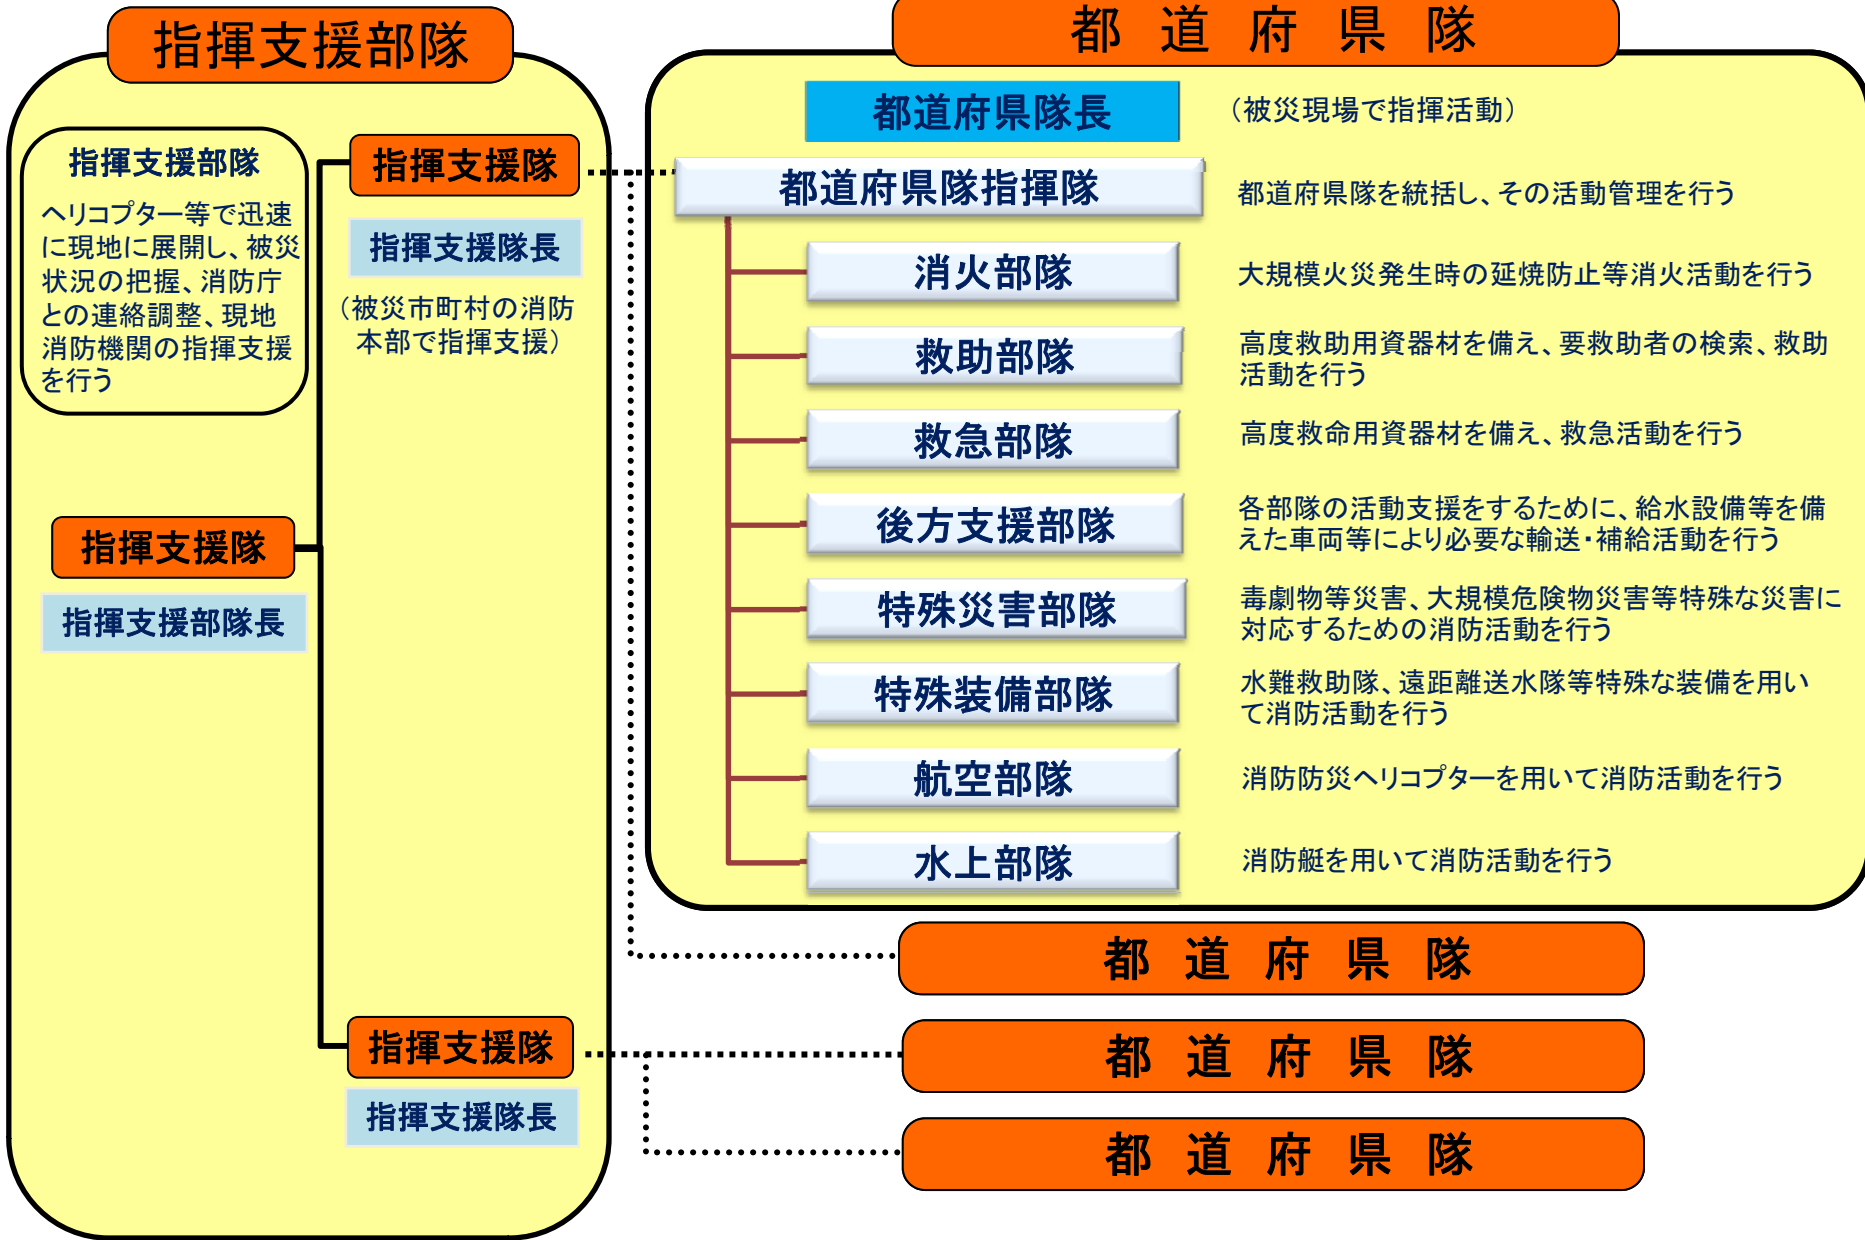 指揮支援部隊
指揮支援部隊
ヘリコプター等で迅速
に現地に展開し、被災
状況の把握、消防庁
との連絡調整、現地
消防機関の指揮支援
を行う
指揮支援隊
指揮支援隊長
（被災市町村の消防
本部で指揮支援）
指揮支援隊
指揮支援部隊長
指揮支援隊
指揮支援隊長
都道府県隊
都道府県隊長 （被災現場で指揮活動）
都道府県隊指揮隊 都道府県隊を統括し、その活動管理を行う
消火部隊 大規模火災発生時の延焼防止等消火活動を行う
救助部隊 高度救助用資器材を備え、要救助者の検索、救助
活動を行う
救急部隊 高度救命用資器材を備え、救急活動を行う
後方支援部隊 各部隊の活動支援をするために、給水設備等を備
えた車両等により必要な輸送・補給活動を行う
特殊災害部隊 毒劇物等災害、大規模危険物災害等特殊な災害に
対応するための消防活動を行う
特殊装備部隊 水難救助隊、遠距離送水隊等特殊な装備を用い
て消防活動を行う
航空部隊 消防防災ヘリコプターを用いて消防活動を行う
水上部隊 消防艇を用いて消防活動を行う
都道府県隊
都道府県隊
都道府県隊